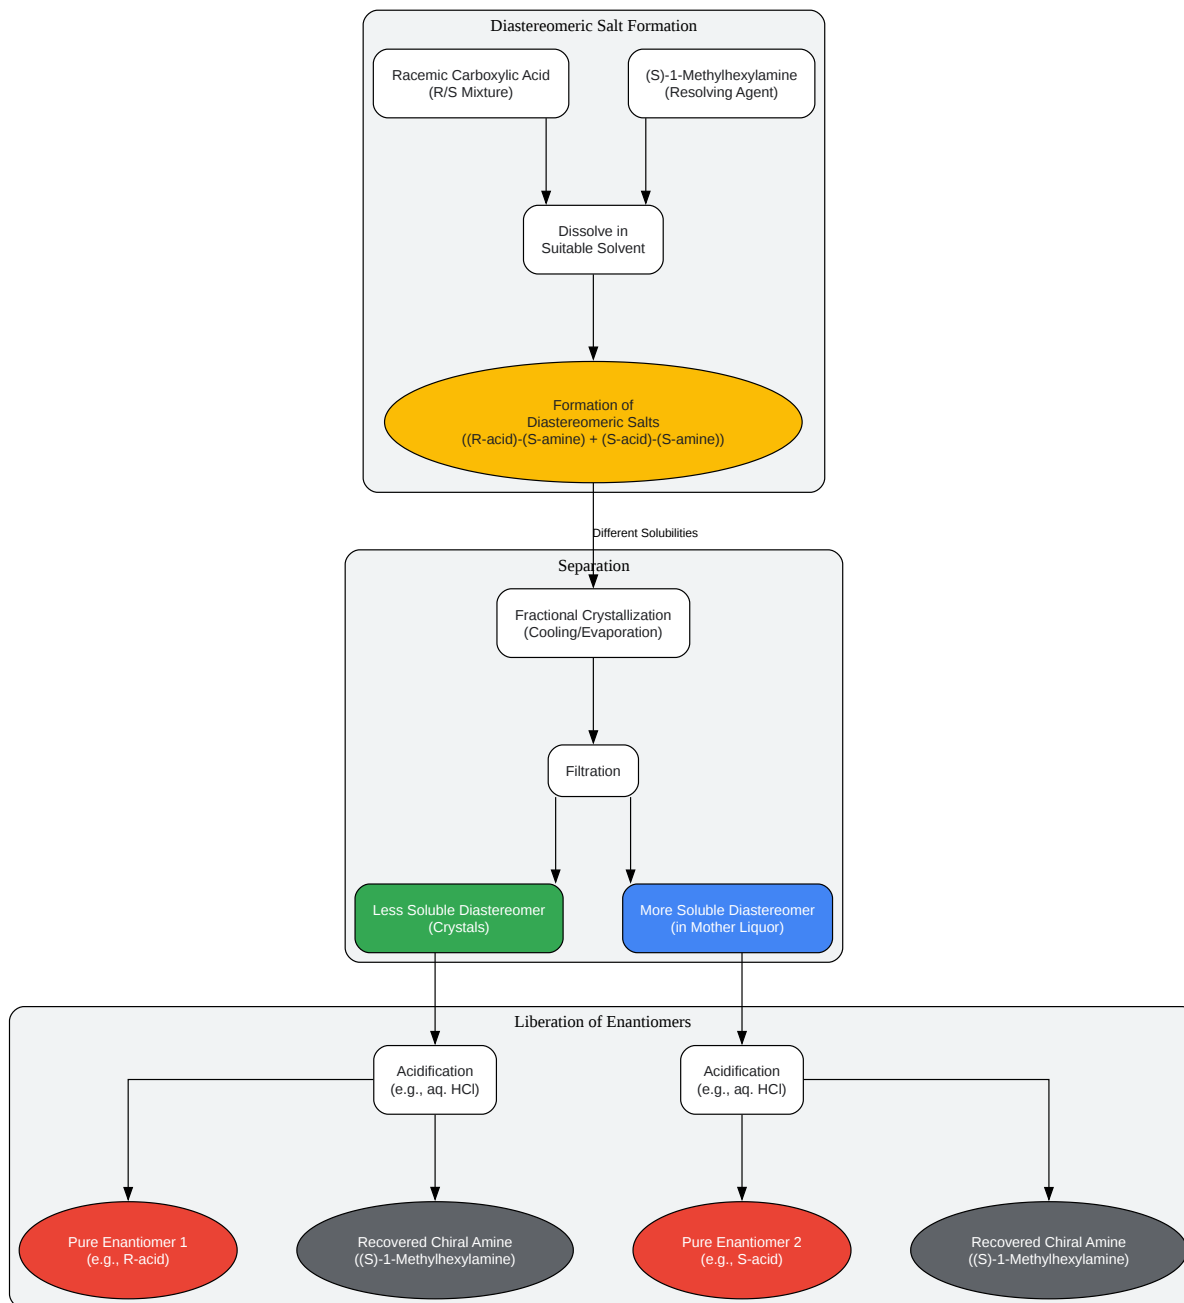 Diastereomeric Salt Formation
Racemic Carboxylic Acid
(R/S Mixture)
(S)-1-Methylhexylamine
(Resolving Agent)
Dissolve in
Suitable Solvent
Formation of
Diastereomeric Salts
((R-acid)-(S-amine) + (S-acid)-(S-amine))
Different Solubilities
Separation
Fractional Crystallization
(Cooling/Evaporation)
Filtration
Less Soluble Diastereomer
(Crystals)
More Soluble Diastereomer
(in Mother Liquor)
Liberation of Enantiomers
Acidification
(e.g., aq. HCl)
Acidification
(e.g., aq. HCl)
Pure Enantiomer 1
(e.g., R-acid)
Recovered Chiral Amine
((S)-1-Methylhexylamine)
Pure Enantiomer 2
(e.g., S-acid)
Recovered Chiral Amine
((S)-1-Methylhexylamine)